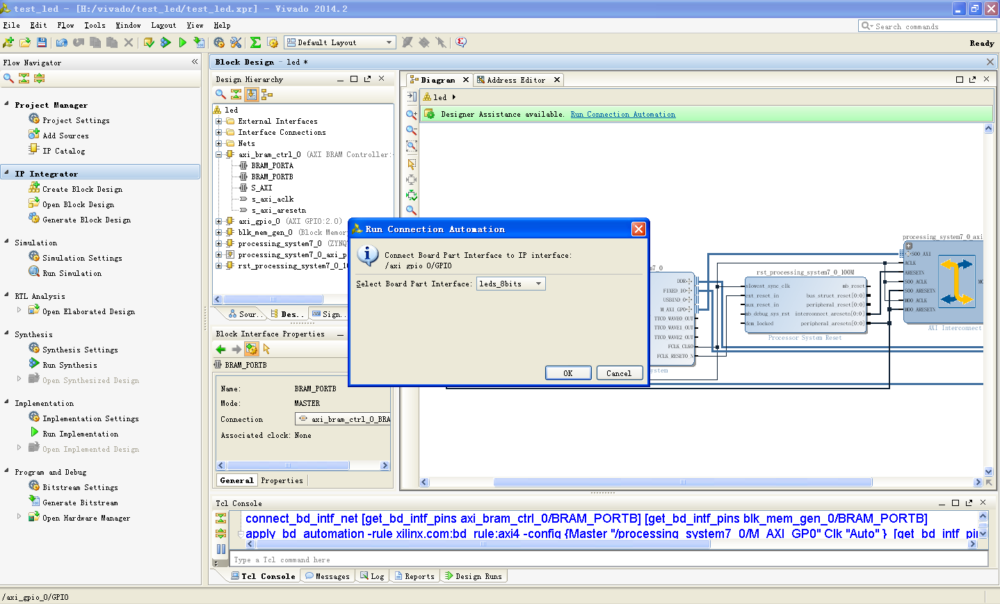 test_led - [H:/vivado/test_led/test_led.xpr] - Vivado 2014.2
File Edit Flow Tools Window Layout View Help
Search commands
Default Layout
Ready
Flow Navigator
Project Manager
Project Settings
Add Sources
IP Catalog
IP Integrator
Create Block Design
Open Block Design
Generate Block Design
Simulation
Simulation Settings
Run Simulation
RTL Analysis
Open Elaborated Design
Synthesis
Synthesis Settings
Run Synthesis
Open Synthesized Design
Implementation
Implementation Settings
Run Implementation
Open Implemented Design
Program and Debug
Bitstream Settings
Generate Bitstream
Open Hardware Manager
Block Design - led *
Design Hierarchy
led
External Interfaces
Interface Connections
Nets
axi_bram_ctrl_0 (AXI BRAM Controller:
BRAM_PORTA
BRAM_PORTB
S_AXI
s_axi_aclk
s_axi_aresetn
axi_gpio_0 (AXI GPIO:2.0)
blk_mem_gen_0 (Block Memory
processing_system7_0 (ZYNQ
processing_system7_0_axi_p
rst_processing_system7_0_10
Sour.. Des.. Sign..
Block Interface Properties
BRAM_PORTB
Name: BRAM_PORTB
Mode: MASTER
Connection axi_bram_ctrl_0_BRA
Associated clock: None
General Properties
Diagram Address Editor
led
Designer Assistance available. Run Connection Automation
Run Connection Automation
Connect Board Part Interface to IP interface:
/axi_gpio_0/GPIO
Select Board Part Interface: leds_8bits
OK Cancel
m7_0
DDR
FIXED_IO
USBIND_0
M_AXI_GP0
TTC0_WAVE0_OUT
TTC0_WAVE1_OUT
TTC0_WAVE2_OUT
FCLK_CLK0
FCLK_RESET0_N
ystem
rst_processing_system7_0_100M
slowest_sync_clk mb_reset
ext_reset_in bus_struct_reset[0:0]
aux_reset_in peripheral_reset[0:0]
mb_debug_sys_rst interconnect_aresetn[0:0]
dcm_locked peripheral_aresetn[0:0]
Processor System Reset
processing_system7_0_axi
S00_AXI
ACLK
ARESETN
S00_ACLK
S00_ARESETN
M00_ACLK
M00_ARESETN
M0
AXI Interconnect
Tcl Console
connect_bd_intf_net [get_bd_intf_pins axi_bram_ctrl_0/BRAM_PORTB] [get_bd_intf_pins blk_mem_gen_0/BRAM_PORTB]
apply_bd_automation -rule xilinx.com:bd_rule:axi4 -config {Master "/processing_system7_0/M_AXI_GP0" Clk "Auto" } [get_bd_intf_pin
Type a Tcl command here
Tcl Console Messages Log Reports Design Runs
/axi_gpio_0/GPIO